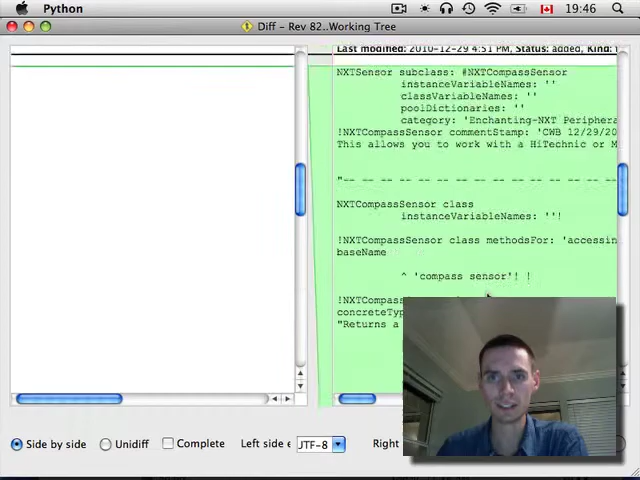 Python
19:46
Diff - Rev 82..Working Tree
Last modified: 2010-12-29 4:51 PM, Status: added, Kind:
NXTSensor subclass: #NXTCompassSensor
instanceVariableNames: ''
classVariableNames: ''
poolDictionaries: ''
category: 'Enchanting-NXT Periphera
!NXTCompassSensor commentStamp: 'CWB 12/29/20
This allows you to work with a HiTechnic or M
"-- -- -- -- -- -- -- -- -- -- -- -- -- -- --
NXTCompassSensor class
instanceVariableNames: ''!
!NXTCompassSensor class methodsFor: 'accessin
baseName
^ 'compass sensor'! !
!NXTCompass
concreteTyp
"Returns a
Side by side
Unidiff
Complete
Left side e
UTF-8
Right